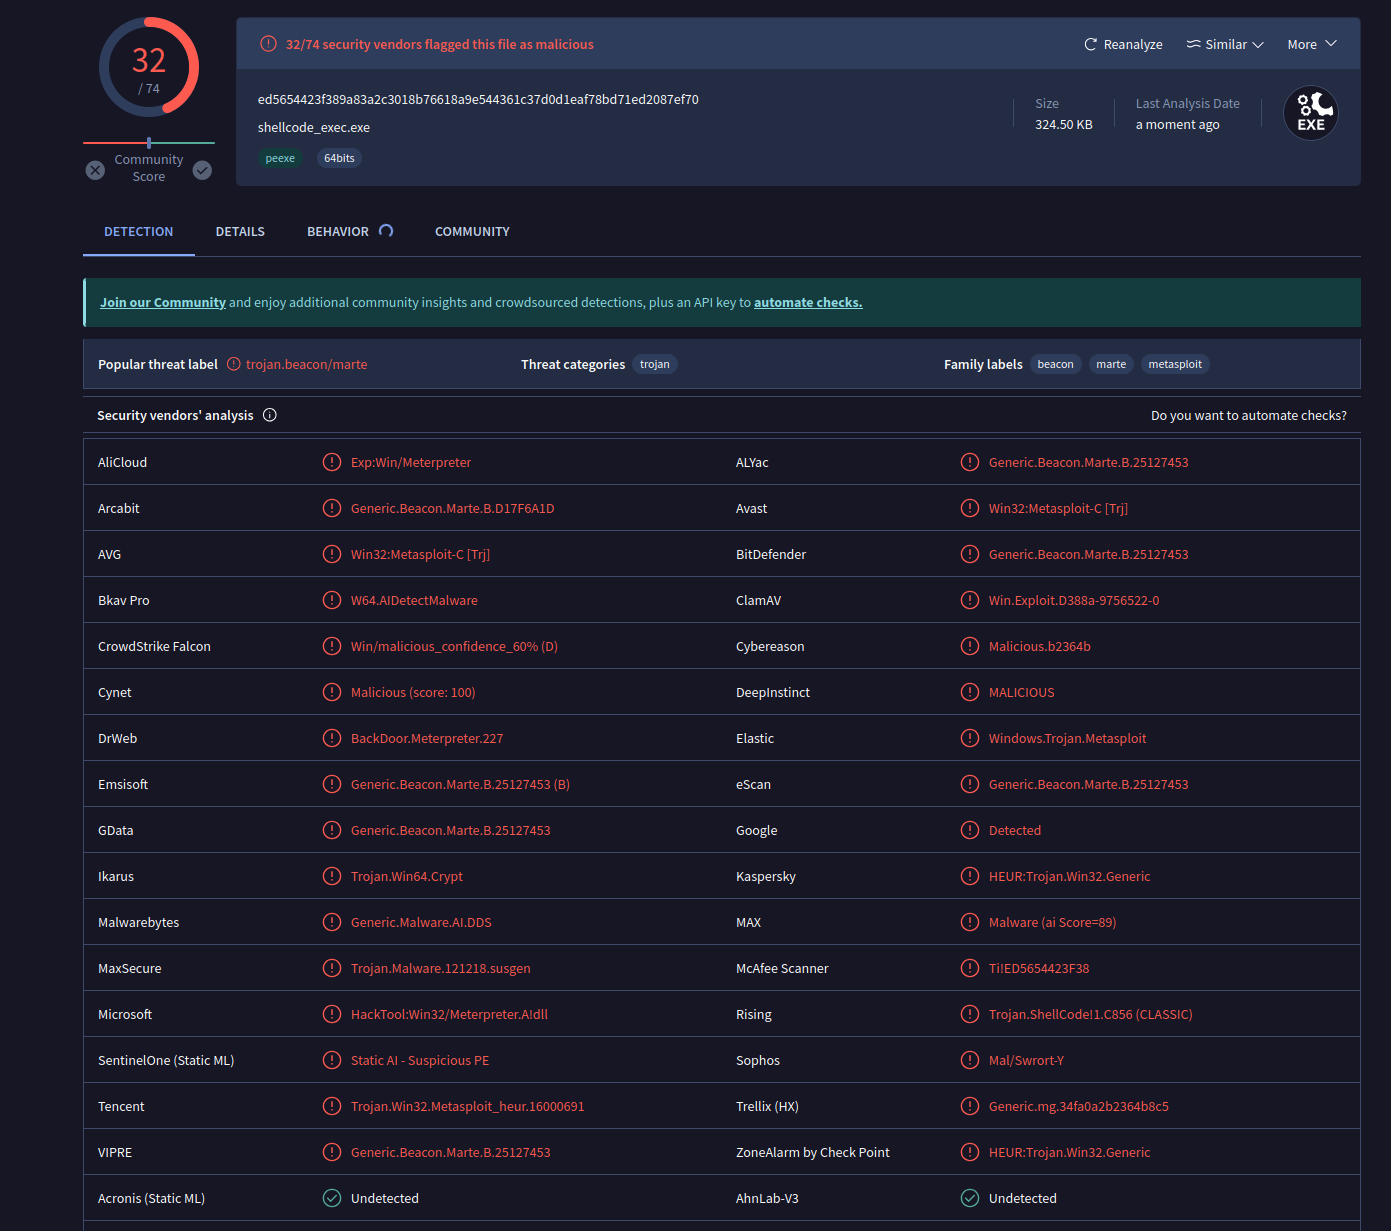 32
/ 74
Community
Score
32/74 security vendors flagged this file as malicious
Reanalyze
Similar
More
ed5654423f389a83a2c3018b76618a9e544361c37d0d1eaf78bd71ed2087ef70
shellcode_exec.exe
peexe 64bits
Size
324.50 KB
Last Analysis Date
a moment ago
EXE
DETECTION DETAILS BEHAVIOR COMMUNITY
Join our Community and enjoy additional community insights and crowdsourced detections, plus an API key to automate checks.
Popular threat label trojan.beacon/marte Threat categories trojan Family labels beacon marte metasploit
Security vendors' analysis Do you want to automate checks?
AliCloud Exp:Win/Meterpreter ALYac Generic.Beacon.Marte.B.25127453
Arcabit Generic.Beacon.Marte.B.D17F6A1D Avast Win32:Metasploit-C [Trj]
AVG Win32:Metasploit-C [Trj] BitDefender Generic.Beacon.Marte.B.25127453
Bkav Pro W64.AIDetectMalware ClamAV Win.Exploit.D388a-9756522-0
CrowdStrike Falcon Win/malicious_confidence_60% (D) Cybereason Malicious.b2364b
Cynet Malicious (score: 100) DeepInstinct MALICIOUS
DrWeb BackDoor.Meterpreter.227 Elastic Windows.Trojan.Metasploit
Emsisoft Generic.Beacon.Marte.B.25127453 (B) eScan Generic.Beacon.Marte.B.25127453
GData Generic.Beacon.Marte.B.25127453 Google Detected
Ikarus Trojan.Win64.Crypt Kaspersky HEUR:Trojan.Win32.Generic
Malwarebytes Generic.Malware.AI.DDS MAX Malware (ai Score=89)
MaxSecure Trojan.Malware.121218.susgen McAfee Scanner Ti!ED5654423F38
Microsoft HackTool:Win32/Meterpreter.A!dll Rising Trojan.ShellCode!1.C856 (CLASSIC)
SentinelOne (Static ML) Static AI - Suspicious PE Sophos Mal/Swrort-Y
Tencent Trojan.Win32.Metasploit_heur.16000691 Trellix (HX) Generic.mg.34fa0a2b2364b8c5
VIPRE Generic.Beacon.Marte.B.25127453 ZoneAlarm by Check Point HEUR:Trojan.Win32.Generic
Acronis (Static ML) Undetected AhnLab-V3 Undetected